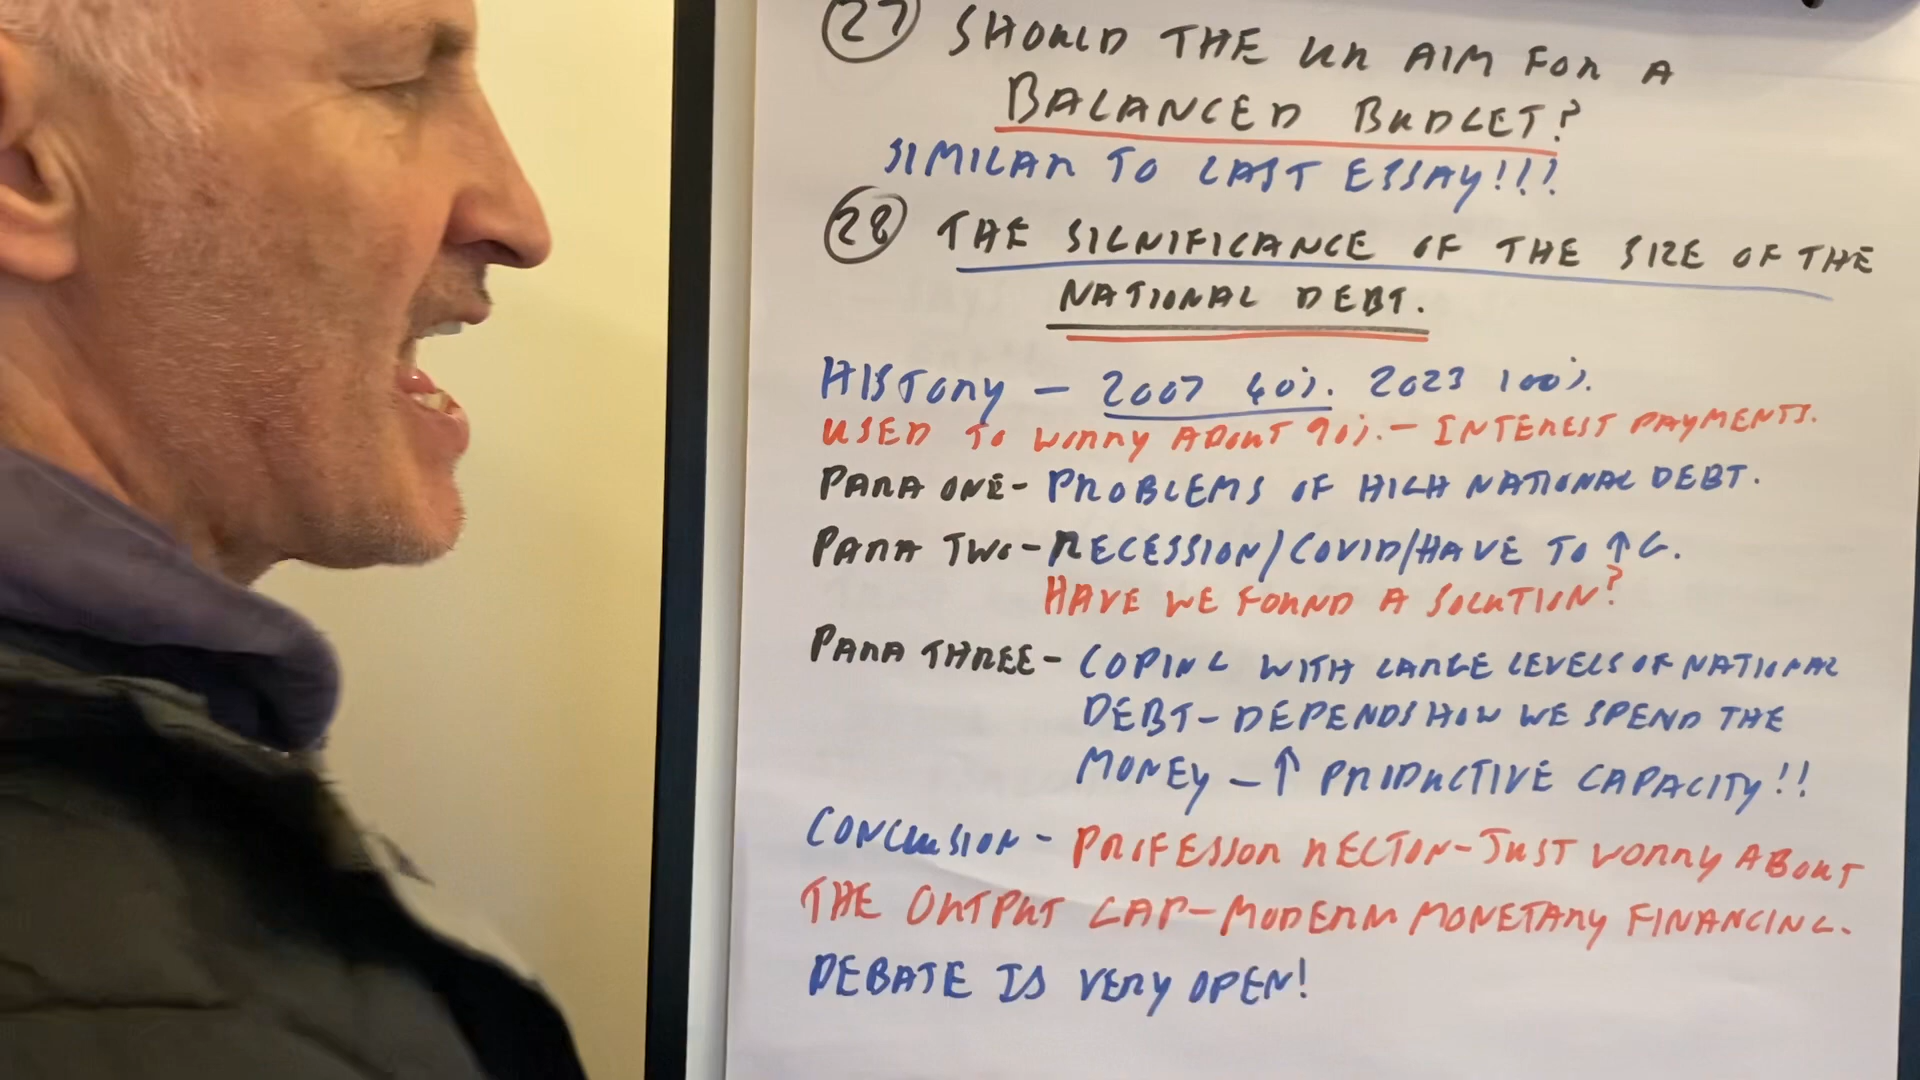 27 SHOULD THE UK AIM FOR A
BALANCED BUDGET?
SIMILAR TO LAST ESSAY!!!
28 THE SIGNIFICANCE OF THE SIZE OF THE
NATIONAL DEBT.
HISTORY - 2007 40%. 2023 100%.
USED TO WORRY ABOUT 90%. - INTEREST PAYMENTS.
PARA ONE - PROBLEMS OF HIGH NATIONAL DEBT.
PARA TWO - RECESSION/COVID/HAVE TO ↑ G.
HAVE WE FOUND A SOLUTION?
PARA THREE - COPING WITH LARGE LEVELS OF NATIONAL
DEBT - DEPENDS HOW WE SPEND THE
MONEY - ↑ PRODUCTIVE CAPACITY!!
CONCLUSION - PROFESSOR RECTOR - JUST WORRY ABOUT
THE OUTPUT GAP - MODERN MONETARY FINANCING.
DEBATE IS VERY OPEN!